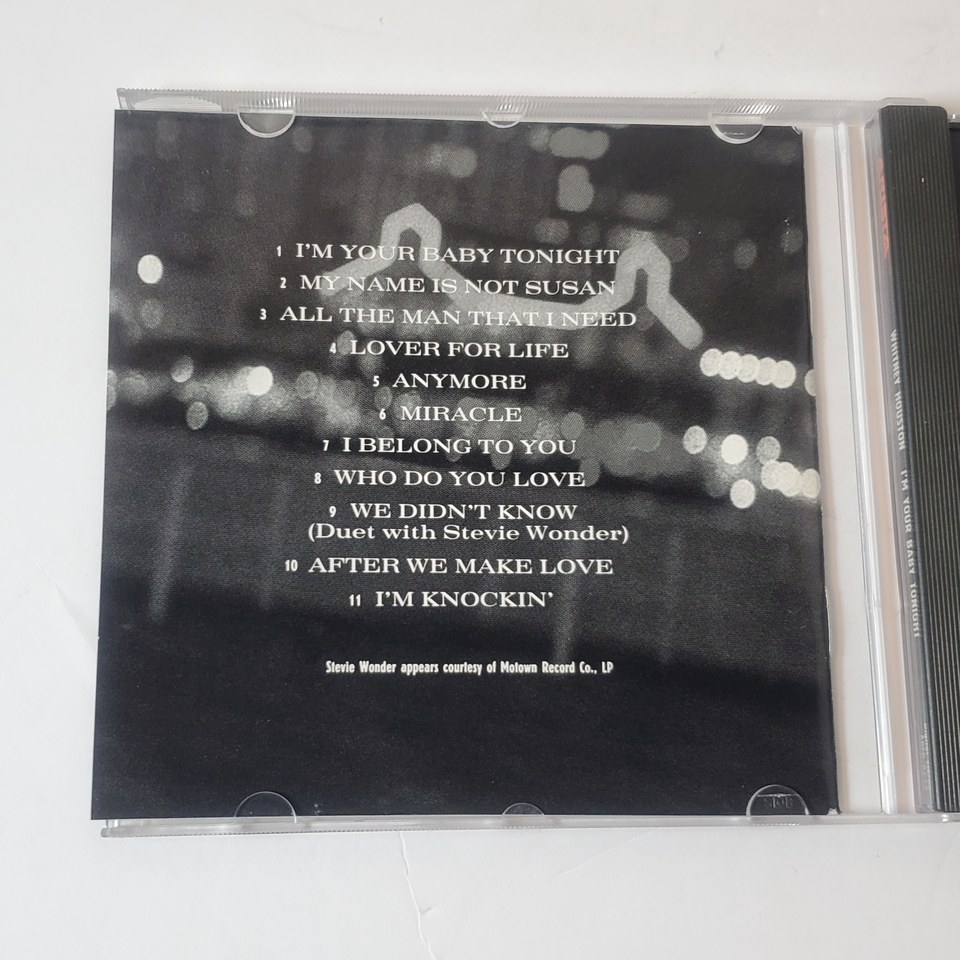 1 I'M YOUR BABY TONIGHT
2 MY NAME IS NOT SUSAN
3 ALL THE MAN THAT I NEED
4 LOVER FOR LIFE
5 ANYMORE
6 MIRACLE
7 I BELONG TO YOU
8 WHO DO YOU LOVE
9 WE DIDN'T KNOW
(Duet with Stevie Wonder)
10 AFTER WE MAKE LOVE
11 I'M KNOCKIN'
Stevie Wonder appears courtesy of Motown Record Co., LP
WHITNEY HOUSTON I'M YOUR BABY TONIGHT